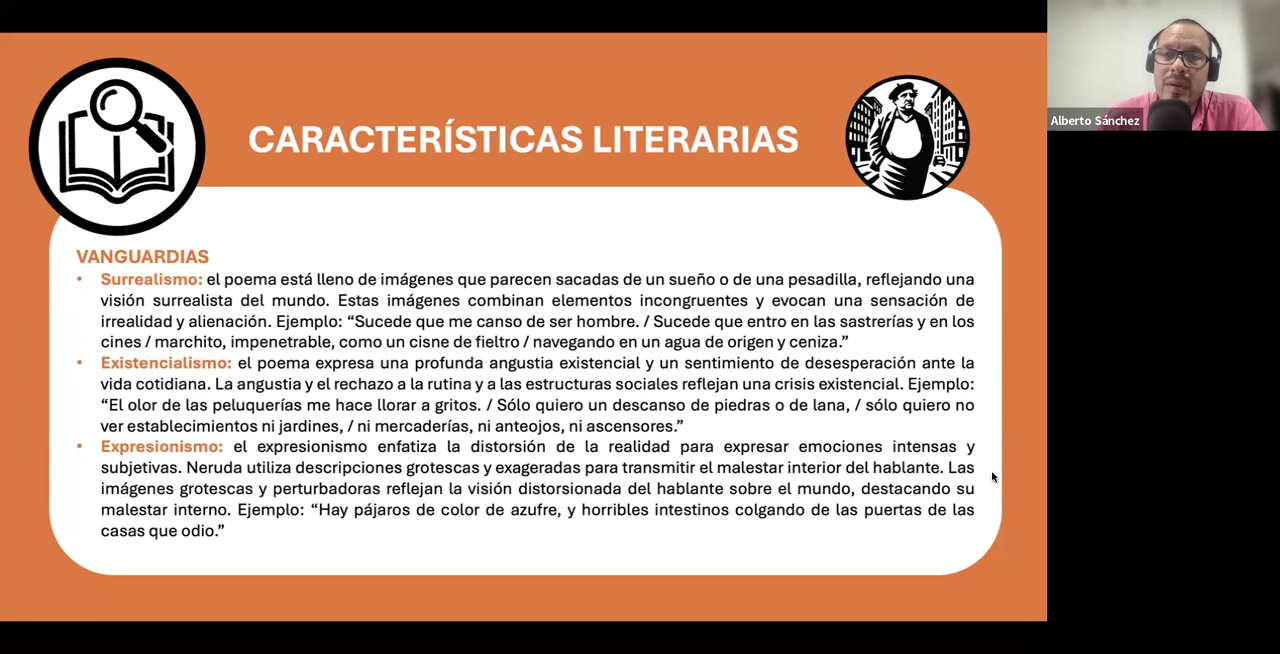 CARACTERÍSTICAS LITERARIAS
Alberto Sánchez
VANGUARDIAS
• Surrealismo: el poema está lleno de imágenes que parecen sacadas de un sueño o de una pesadilla, reflejando una
visión surrealista del mundo. Estas imágenes combinan elementos incongruentes y evocan una sensación de
irrealidad y alienación. Ejemplo: “Sucede que me canso de ser hombre. / Sucede que entro en las sastrerías y en los
cines / marchito, impenetrable, como un cisne de fieltro / navegando en un agua de origen y ceniza.”
• Existencialismo: el poema expresa una profunda angustia existencial y un sentimiento de desesperación ante la
vida cotidiana. La angustia y el rechazo a la rutina y a las estructuras sociales reflejan una crisis existencial. Ejemplo:
“El olor de las peluquerías me hace llorar a gritos. / Sólo quiero un descanso de piedras o de lana, / sólo quiero no
ver establecimientos ni jardines, / ni mercaderías, ni anteojos, ni ascensores.”
• Expresionismo: el expresionismo enfatiza la distorsión de la realidad para expresar emociones intensas y
subjetivas. Neruda utiliza descripciones grotescas y exageradas para transmitir el malestar interior del hablante. Las
imágenes grotescas y perturbadoras reflejan la visión distorsionada del hablante sobre el mundo, destacando su
malestar interno. Ejemplo: “Hay pájaros de color de azufre, y horribles intestinos colgando de las puertas de las
casas que odio.”